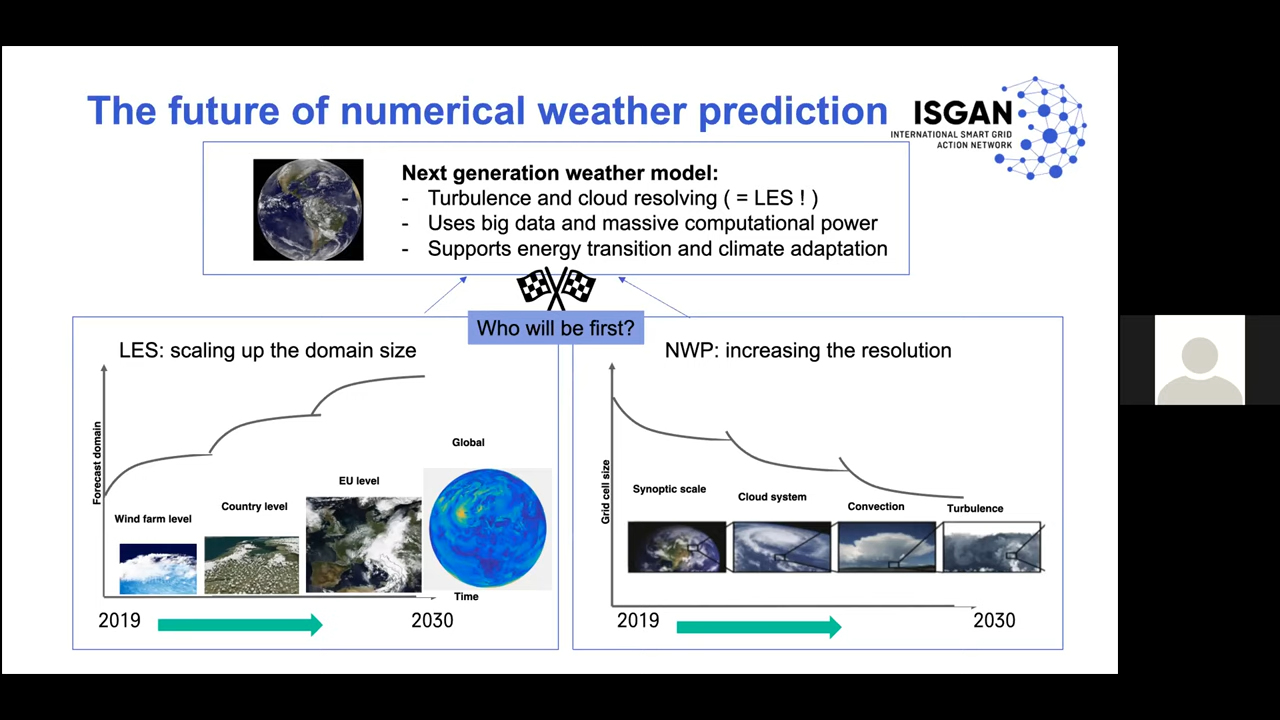 The future of numerical weather prediction
ISGAN
INTERNATIONAL SMART GRID
ACTION NETWORK
Next generation weather model:
- Turbulence and cloud resolving ( = LES ! )
- Uses big data and massive computational power
- Supports energy transition and climate adaptation
Who will be first?
LES: scaling up the domain size
Forecast domain
Wind farm level
Country level
EU level
Global
Time
2019
2030
NWP: increasing the resolution
Grid cell size
Synoptic scale
Cloud system
Convection
Turbulence
2019
2030